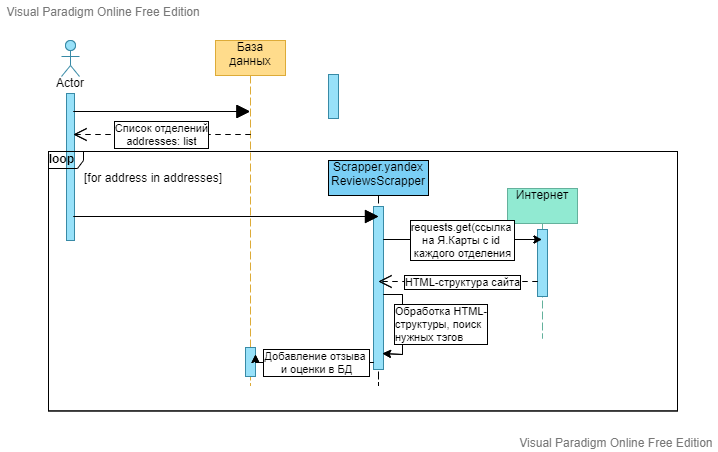 Visual Paradigm Online Free Edition
База
данных
Actor
Список отделений
addresses: list
loop
[for address in addresses]
Scrapper.yandex
ReviewsScrapper
Интернет
requests.get(ссылка
на Я.Карты с id
каждого отделения
HTML-структура сайта
Обработка HTML-
структуры, поиск
нужных тэгов
Добавление отзыва
и оценки в БД
Visual Paradigm Online Free Edition